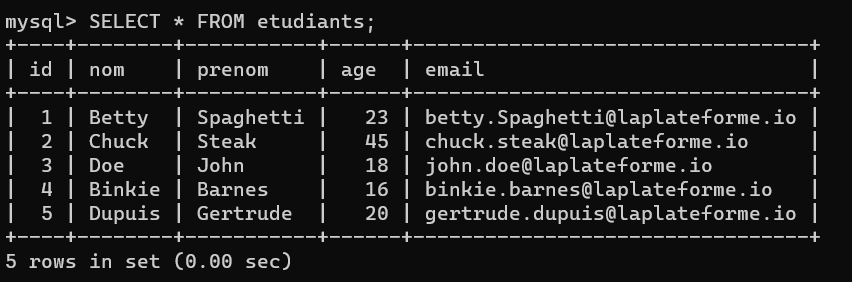 mysql> SELECT * FROM etudiants;
+----+--------+-----------+------+---------------------------------+
| id | nom    | prenom    | age  | email                           |
+----+--------+-----------+------+---------------------------------+
|  1 | Betty  | Spaghetti |   23 | betty.Spaghetti@laplateforme.io |
|  2 | Chuck  | Steak     |   45 | chuck.steak@laplateforme.io     |
|  3 | Doe    | John      |   18 | john.doe@laplateforme.io        |
|  4 | Binkie | Barnes    |   16 | binkie.barnes@laplateforme.io   |
|  5 | Dupuis | Gertrude  |   20 | gertrude.dupuis@laplateforme.io |
+----+--------+-----------+------+---------------------------------+
5 rows in set (0.00 sec)